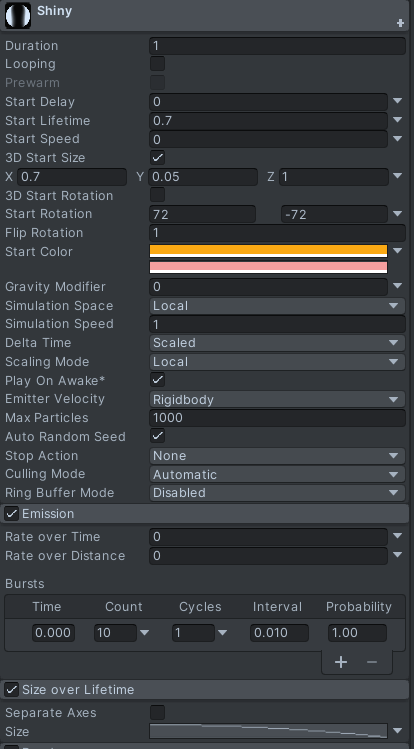 Shiny
Duration 1
Looping
Prewarm
Start Delay 0
Start Lifetime 0.7
Start Speed 0
3D Start Size
X 0.7 Y 0.05 Z 1
3D Start Rotation
Start Rotation 72 -72
Flip Rotation 1
Start Color
Gravity Modifier 0
Simulation Space Local
Simulation Speed 1
Delta Time Scaled
Scaling Mode Local
Play On Awake*
Emitter Velocity Rigidbody
Max Particles 1000
Auto Random Seed
Stop Action None
Culling Mode Automatic
Ring Buffer Mode Disabled
Emission
Rate over Time 0
Rate over Distance 0
Bursts
Time Count Cycles Interval Probability
0.000 10 1 0.010 1.00
Size over Lifetime
Separate Axes
Size